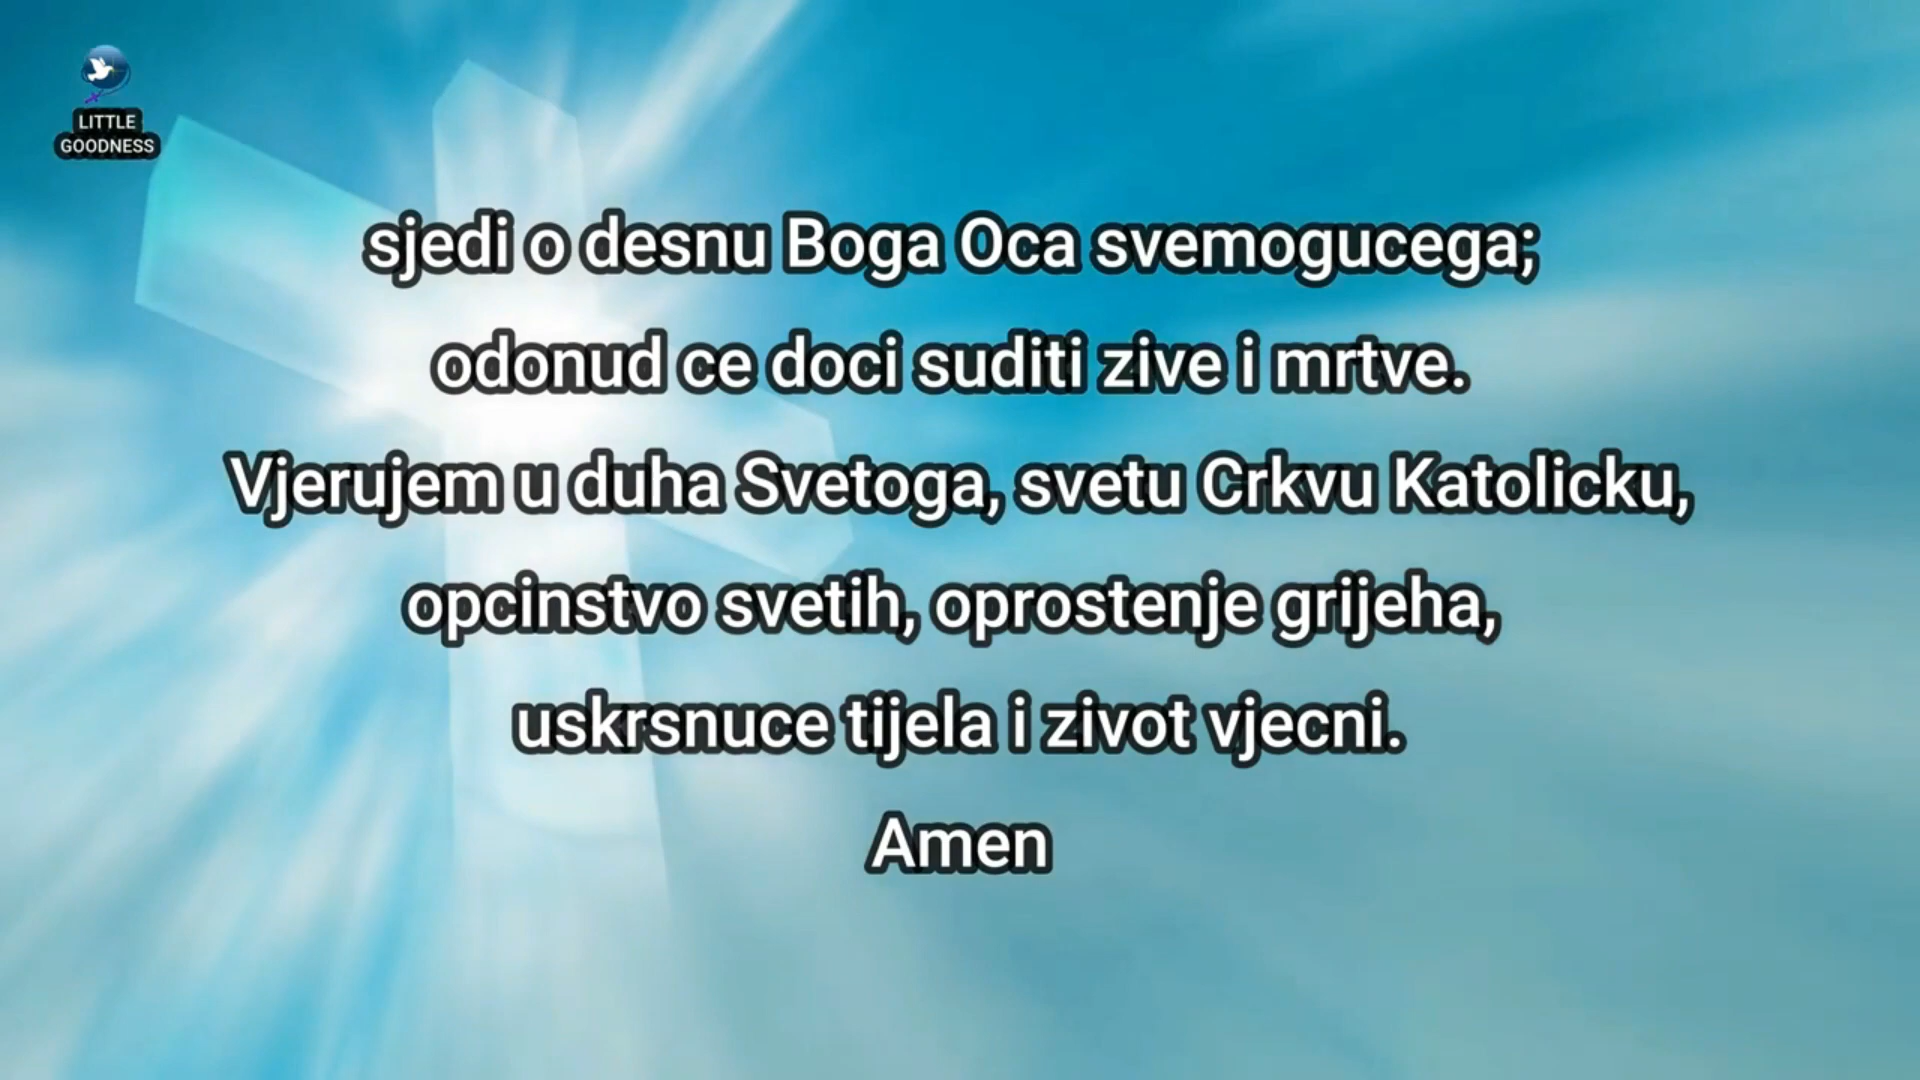 LITTLE
GOODNESS
sjedi o desnu Boga Oca svemogucega;
odonud ce doci suditi zive i mrtve.
Vjerujem u duha Svetoga, svetu Crkvu Katolicku,
opcinstvo svetih, oprostenje grijeha,
uskrsnuce tijela i zivot vjecni.
Amen